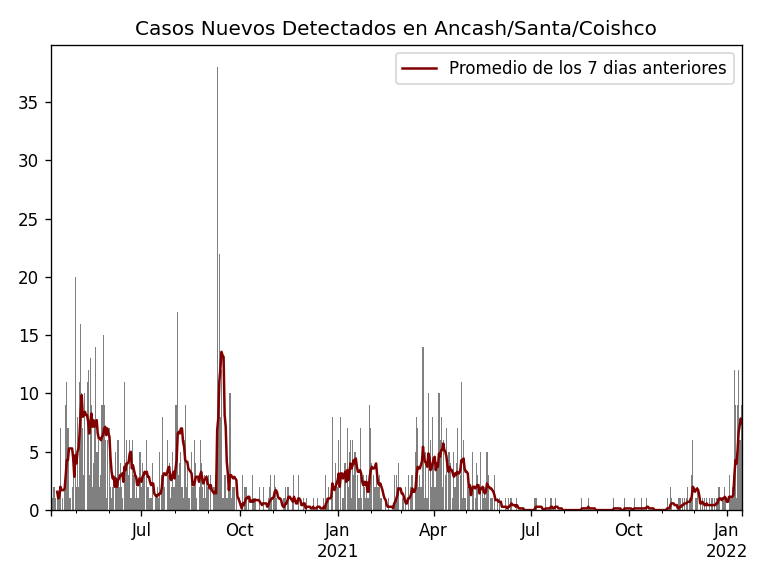 Casos Nuevos Detectados en Ancash/Santa/Coishco
Promedio de los 7 dias anteriores
35
30
25
20
15
10
5
0
Jul
Oct
Jan
2021
Apr
Jul
Oct
Jan
2022